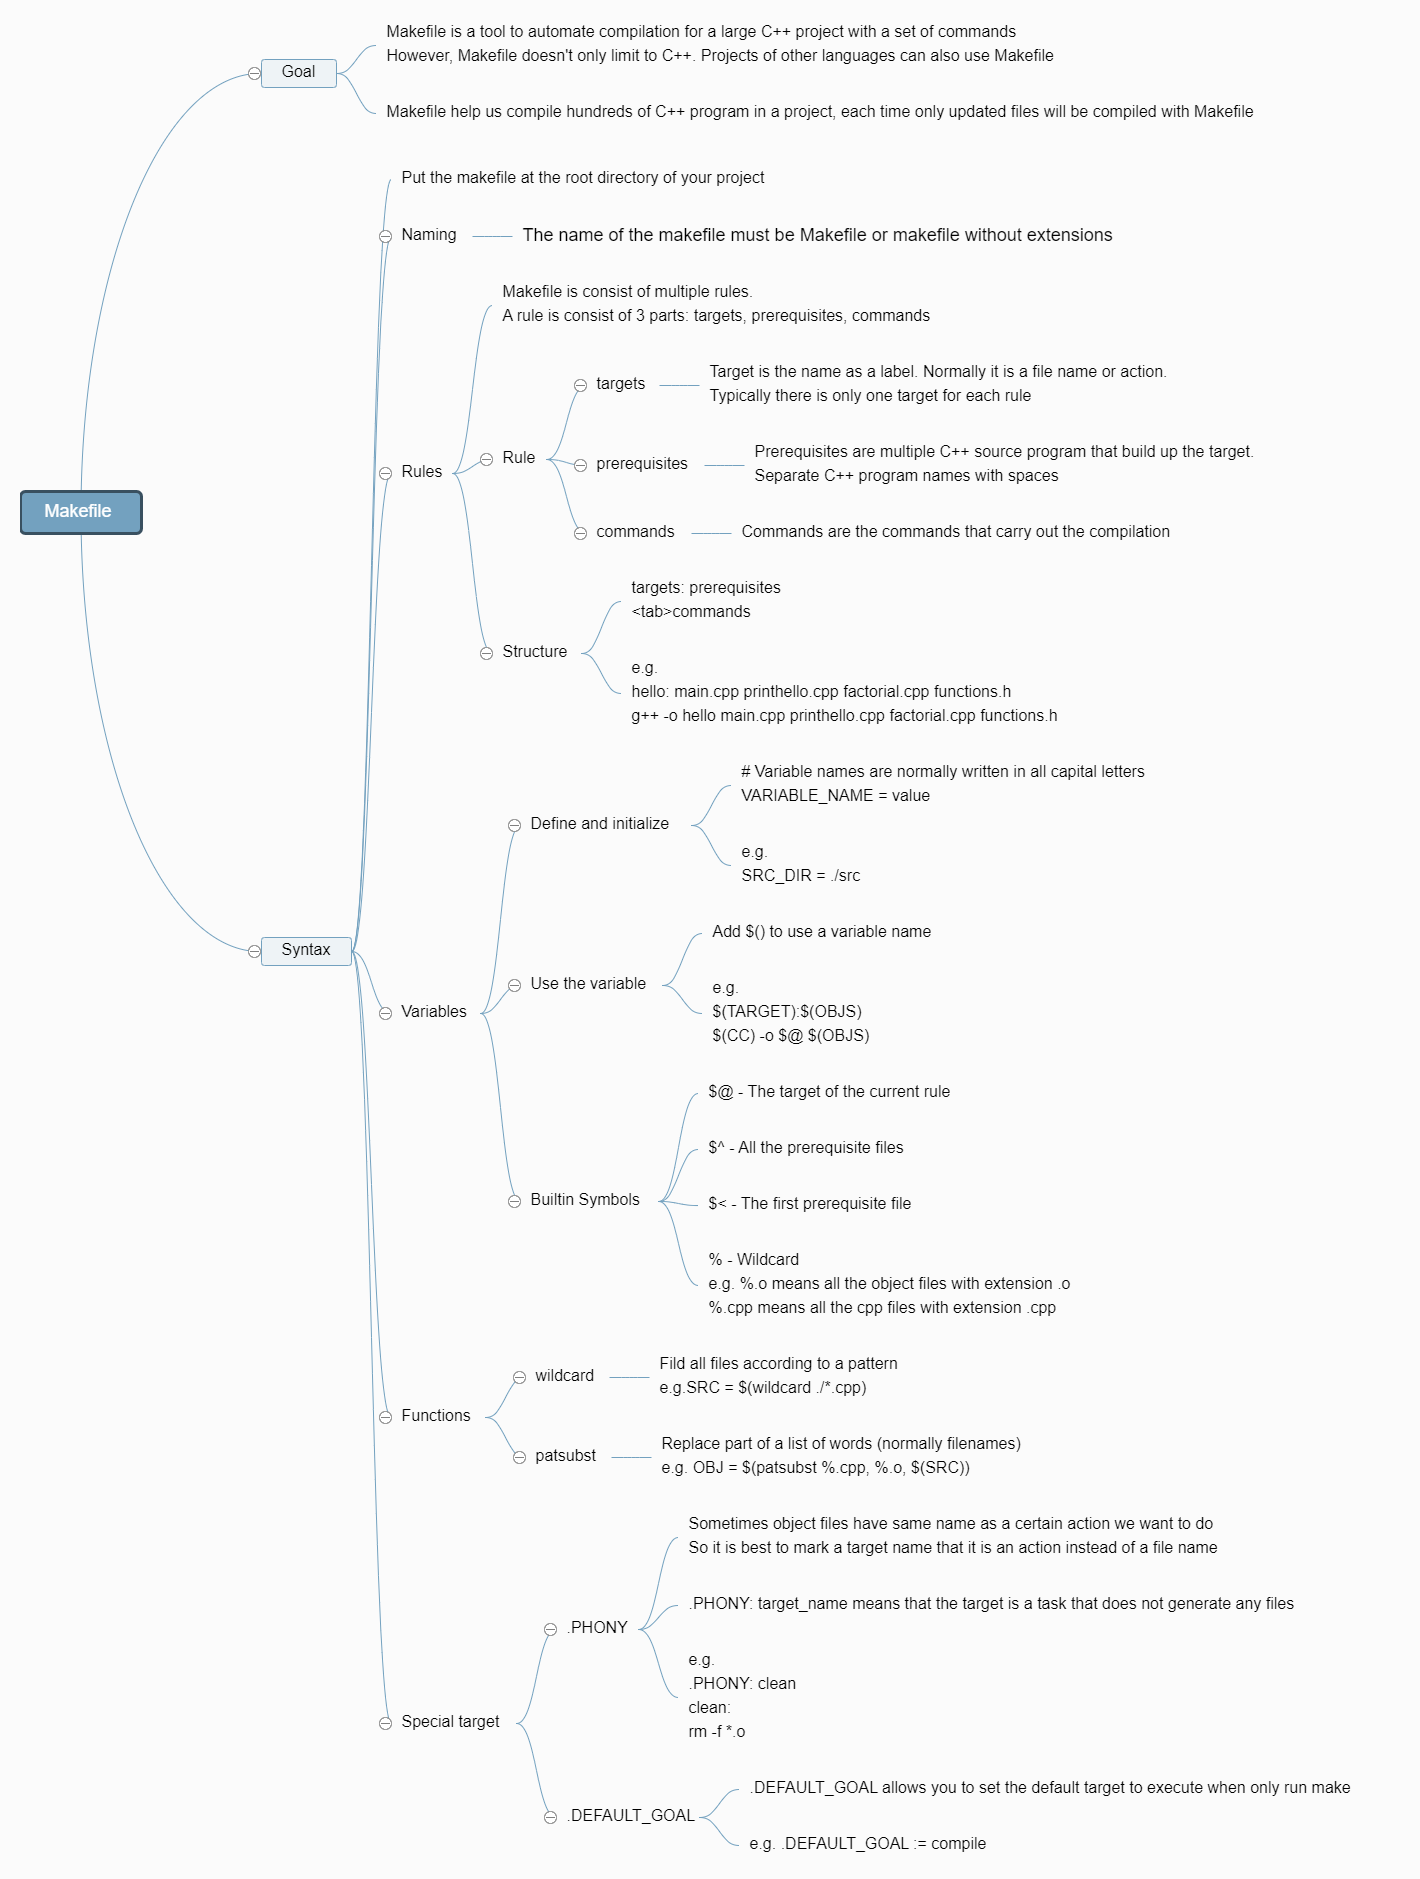 Makefile is a tool to automate compilation for a large C++ project with a set of commands
However, Makefile doesn't only limit to C++. Projects of other languages can also use Makefile
Goal
Makefile help us compile hundreds of C++ program in a project, each time only updated files will be compiled with Makefile
Put the makefile at the root directory of your project
Naming
The name of the makefile must be Makefile or makefile without extensions
Makefile is consist of multiple rules.
A rule is consist of 3 parts: targets, prerequisites, commands
targets
Target is the name as a label. Normally it is a file name or action.
Typically there is only one target for each rule
Rules
Rule
prerequisites
Prerequisites are multiple C++ source program that build up the target.
Separate C++ program names with spaces
Makefile
commands
Commands are the commands that carry out the compilation
targets: prerequisites
<tab>commands
Structure
e.g.
hello: main.cpp printhello.cpp factorial.cpp functions.h
g++ -o hello main.cpp printhello.cpp factorial.cpp functions.h
# Variable names are normally written in all capital letters
VARIABLE_NAME = value
Define and initialize
e.g.
SRC_DIR = ./src
Syntax
Add $() to use a variable name
Use the variable
e.g.
$(TARGET):$(OBJS)
$(CC) -o $@ $(OBJS)
Variables
$@ - The target of the current rule
$^ - All the prerequisite files
Builtin Symbols
$< - The first prerequisite file
% - Wildcard
e.g. %.o means all the object files with extension .o
%.cpp means all the cpp files with extension .cpp
wildcard
Fild all files according to a pattern
e.g.SRC = $(wildcard ./*.cpp)
Functions
patsubst
Replace part of a list of words (normally filenames)
e.g. OBJ = $(patsubst %.cpp, %.o, $(SRC))
Sometimes object files have same name as a certain action we want to do
So it is best to mark a target name that it is an action instead of a file name
.PHONY
.PHONY: target_name means that the target is a task that does not generate any files
e.g.
.PHONY: clean
clean:
rm -f *.o
Special target
.DEFAULT_GOAL
.DEFAULT_GOAL allows you to set the default target to execute when only run make
e.g. .DEFAULT_GOAL := compile